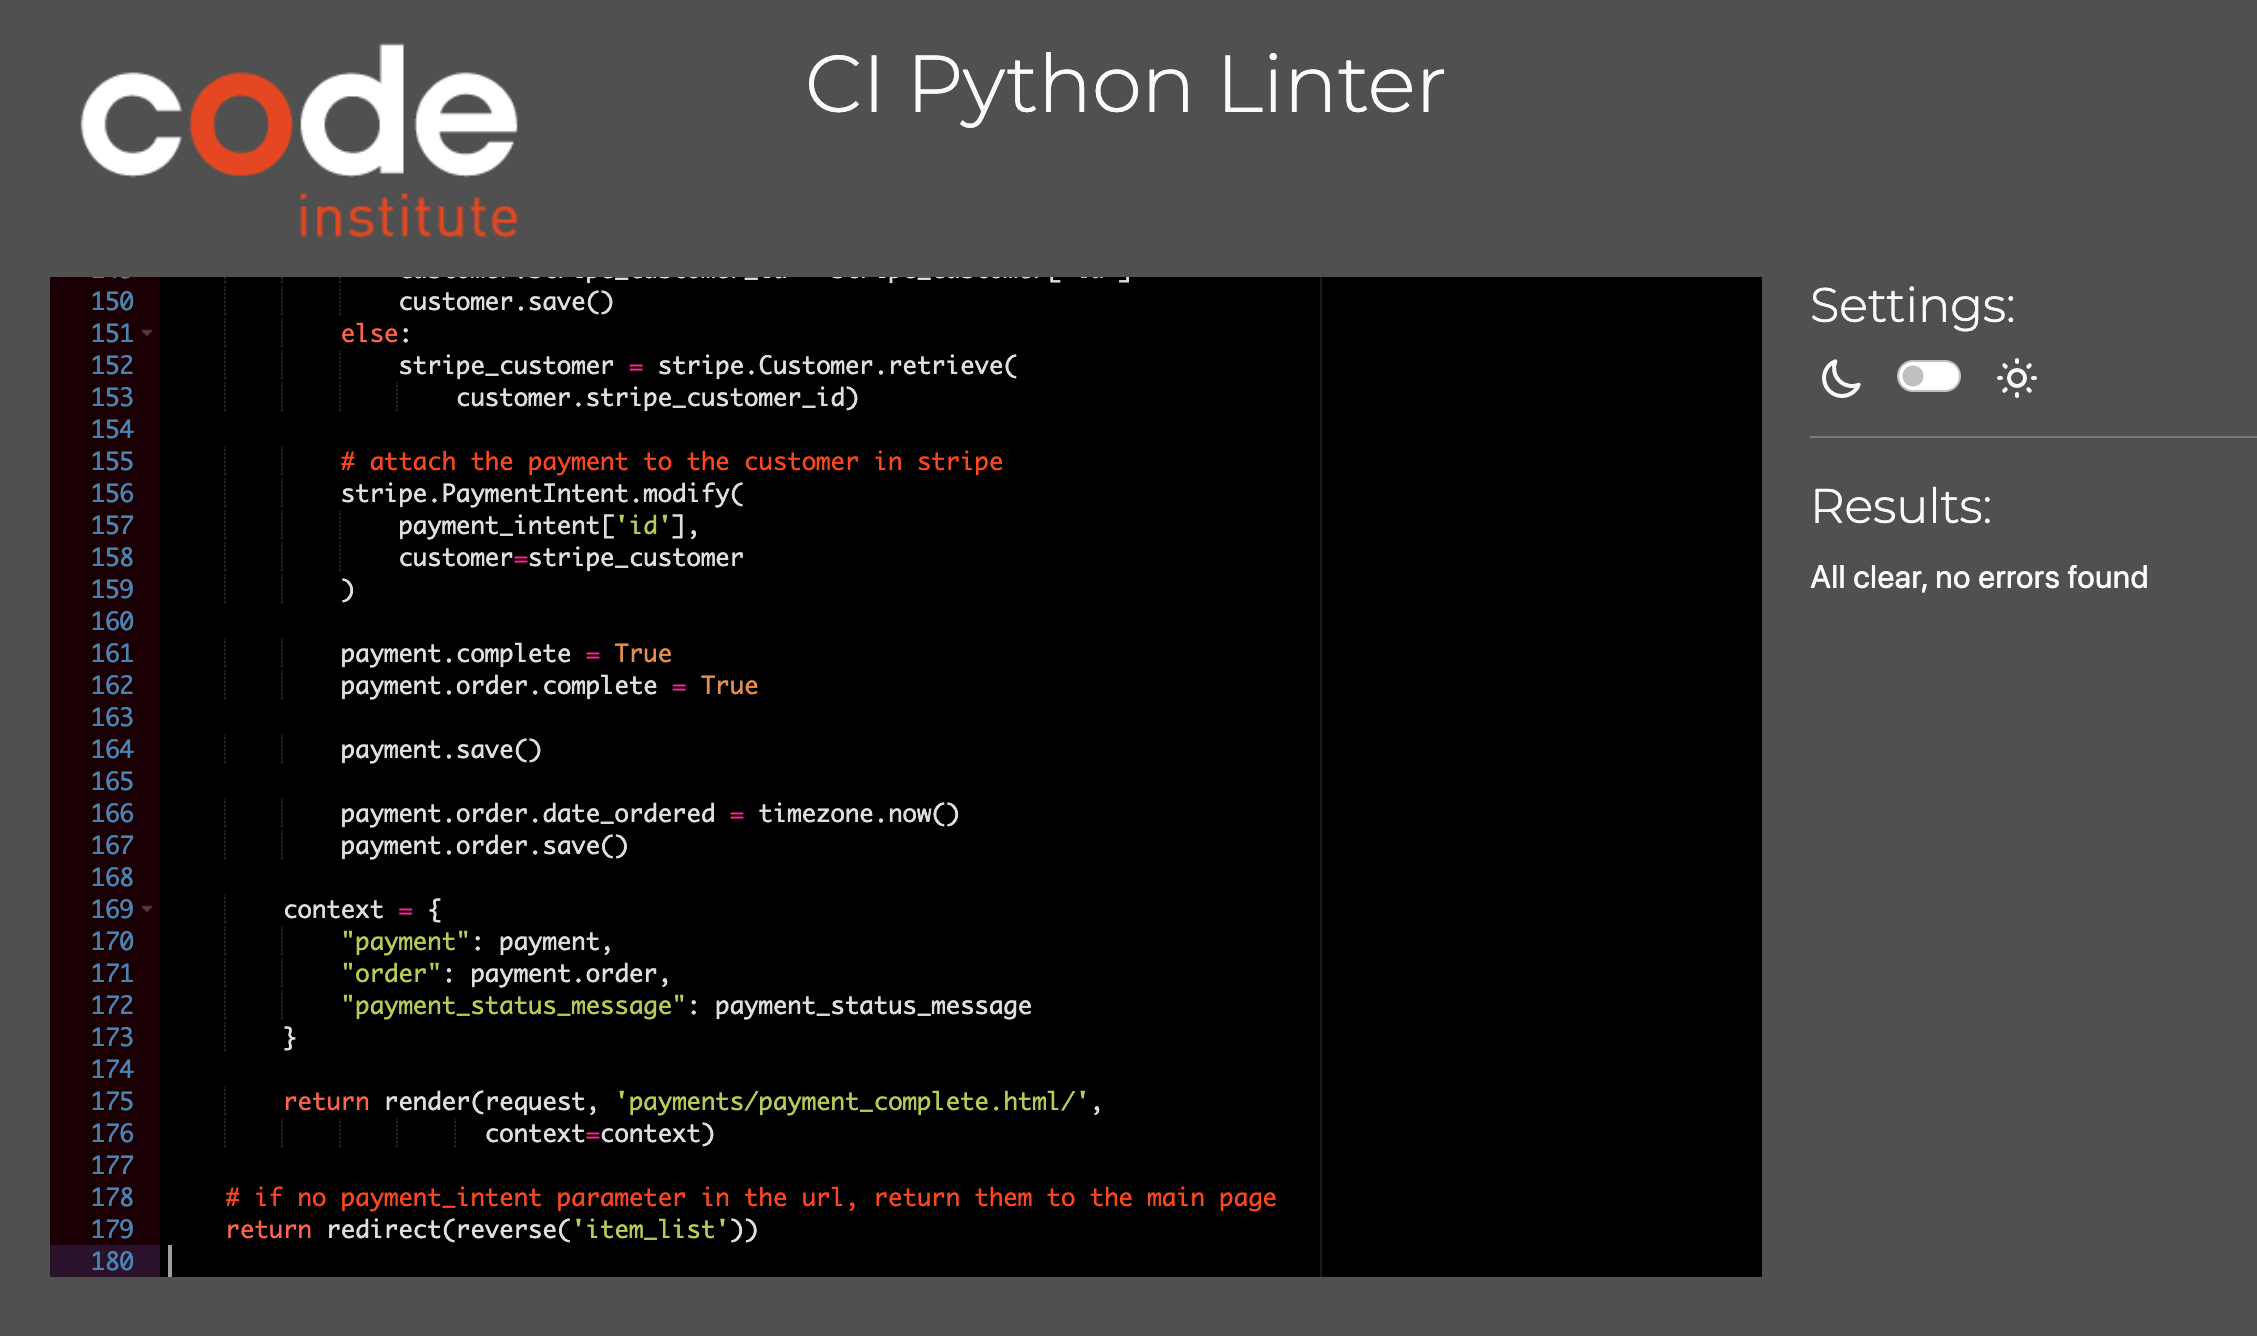 code
institute
CI Python Linter
150 customer.save()
151 else:
152 stripe_customer = stripe.Customer.retrieve(
153 customer.stripe_customer_id)
154
155 # attach the payment to the customer in stripe
156 stripe.PaymentIntent.modify(
157 payment_intent['id'],
158 customer=stripe_customer
159 )
160
161 payment.complete = True
162 payment.order.complete = True
163
164 payment.save()
165
166 payment.order.date_ordered = timezone.now()
167 payment.order.save()
168
169 context = {
170 "payment": payment,
171 "order": payment.order,
172 "payment_status_message": payment_status_message
173 }
174
175 return render(request, 'payments/payment_complete.html/',
176 context=context)
177
178 # if no payment_intent parameter in the url, return them to the main page
179 return redirect(reverse('item_list'))
180
Settings:
Results:
All clear, no errors found